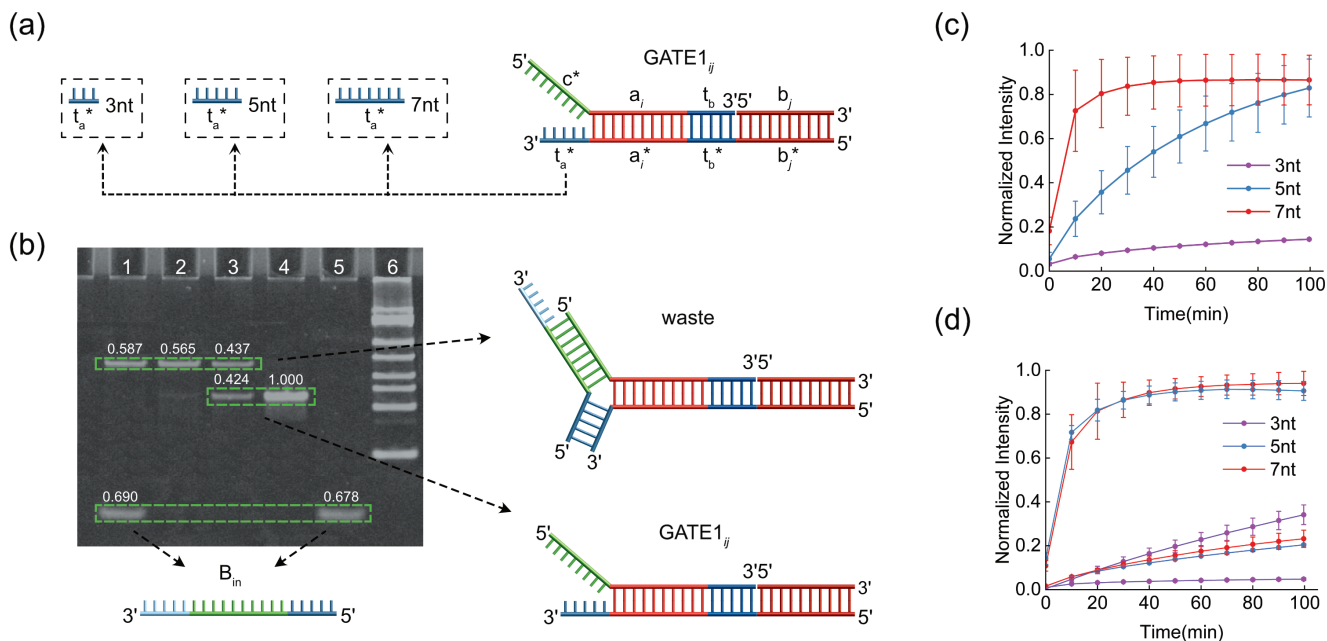 (a)
GATE1ij
5'
c*
ai
tb
3'5'
bj
3'
3'
ta*
ai*
tb*
bj*
5'
ta* 3nt
ta* 5nt
ta* 7nt
(b)
1 2 3 4 5 6
0.587 0.565 0.437
0.424 1.000
0.690 0.678
Bin
3' 5'
waste
3'
5'
3'5'
3'
5'
5'
3'
GATE1ij
5'
3'5'
3'
3'
5'
(c)
Normalized Intensity
1.0
0.8
0.6
0.4
0.2
0.0
3nt
5nt
7nt
0 20 40 60 80 100
Time(min)
(d)
Normalized Intensity
1.0
0.8
0.6
0.4
0.2
0.0
3nt
5nt
7nt
0 20 40 60 80 100
Time(min)